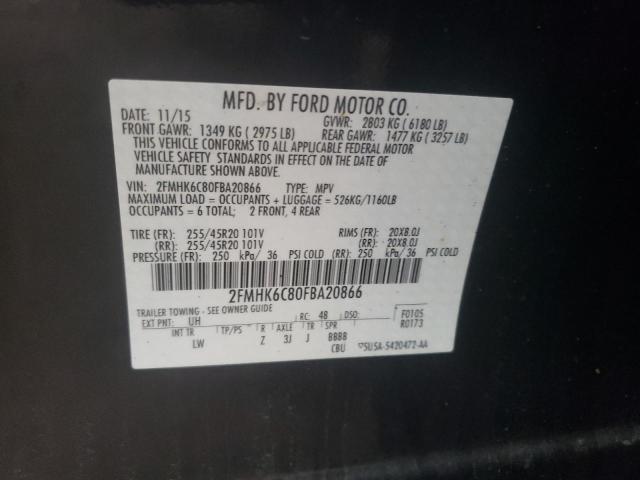 MFD. BY FORD MOTOR CO.
DATE: 11/15 GVWR: 2803 KG ( 6180 LB)
FRONT GAWR: 1349 KG ( 2975 LB) REAR GAWR: 1477 KG ( 3257 LB)
THIS VEHICLE CONFORMS TO ALL APPLICABLE FEDERAL MOTOR
VEHICLE SAFETY STANDARDS IN EFFECT ON THE DATE OF
MANUFACTURE SHOWN ABOVE.
VIN: 2FMHK6C80FBA20866 TYPE: MPV
MAXIMUM LOAD = OCCUPANTS + LUGGAGE = 526KG/1160LB
OCCUPANTS = 6 TOTAL; 2 FRONT, 4 REAR
TIRE (FR): 255/45R20 101V RIMS (FR): 20X8.0J
(RR): 255/45R20 101V (RR): 20X8.0J
PRESSURE (FR): 250 kPa/ 36 PSI COLD (RR): 250 kPa/ 36 PSI COLD
2FMHK6C80FBA20866
TRAILER TOWING - SEE OWNER GUIDE
EXT PNT: UH RC: 48 DSO: F0105
R0173
INT TR TP/PS R AXLE TR SPR
LW Z 3J J BBBB
CBU 5U5A-5420472-AA